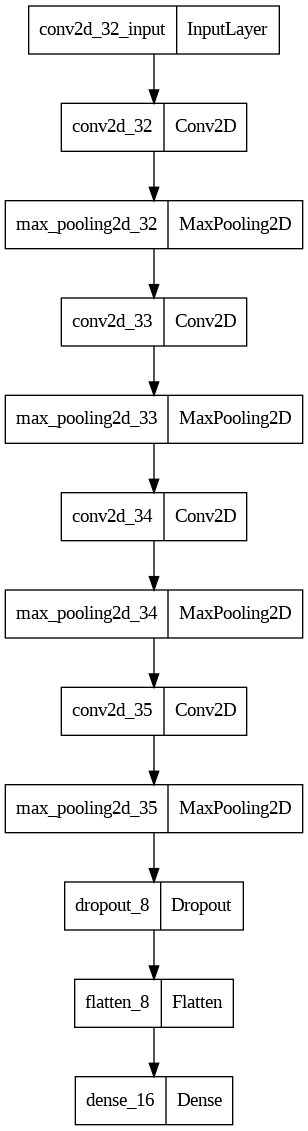 conv2d_32_input InputLayer
conv2d_32 Conv2D
max_pooling2d_32 MaxPooling2D
conv2d_33 Conv2D
max_pooling2d_33 MaxPooling2D
conv2d_34 Conv2D
max_pooling2d_34 MaxPooling2D
conv2d_35 Conv2D
max_pooling2d_35 MaxPooling2D
dropout_8 Dropout
flatten_8 Flatten
dense_16 Dense